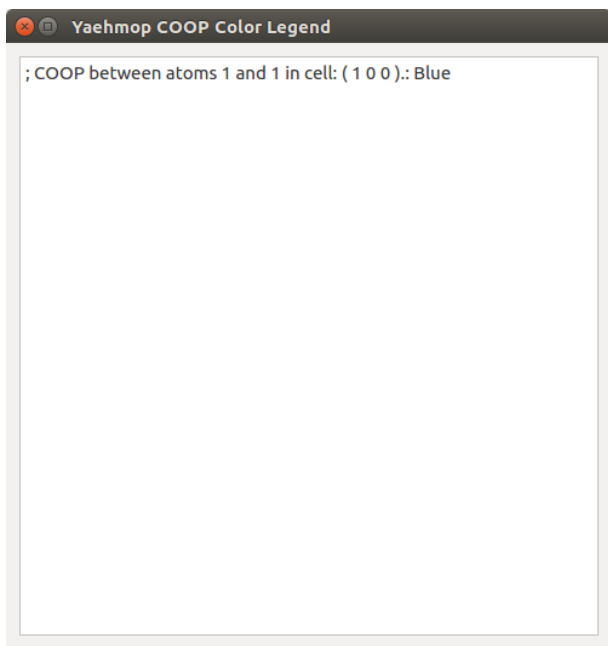 Yaehmop COOP Color Legend
; COOP between atoms 1 and 1 in cell: ( 1 0 0 ).: Blue